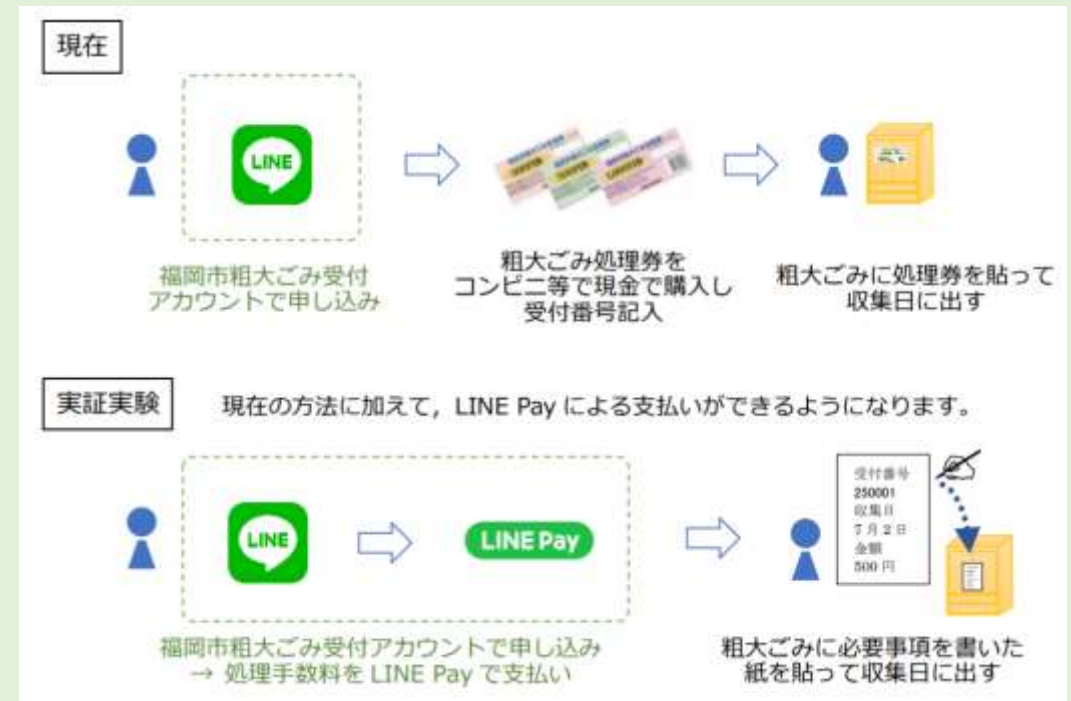 現在
LINE
福岡市粗大ごみ受付
アカウントで申し込み
粗大ごみ処理券を
コンビニ等で現金で購入し
受付番号記入
粗大ごみに処理券を貼って
収集日に出す
実証実験
現在の方法に加えて，LINE Pay による支払いができるようになります。
LINE
LINE Pay
受付番号
250001
収集日
7月2日
金額
500円
福岡市粗大ごみ受付アカウントで申し込み
→ 処理手数料を LINE Pay で支払い
粗大ごみに必要事項を書いた
紙を貼って収集日に出す